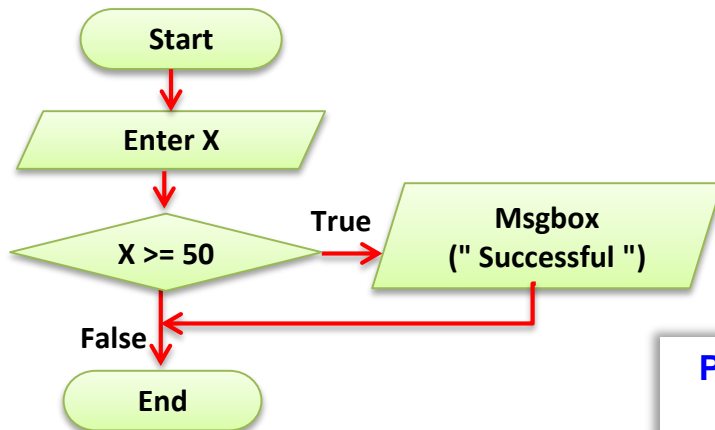 Start
Enter X
True
X >= 50
Msgbox
(" Successful ")
False
End
P